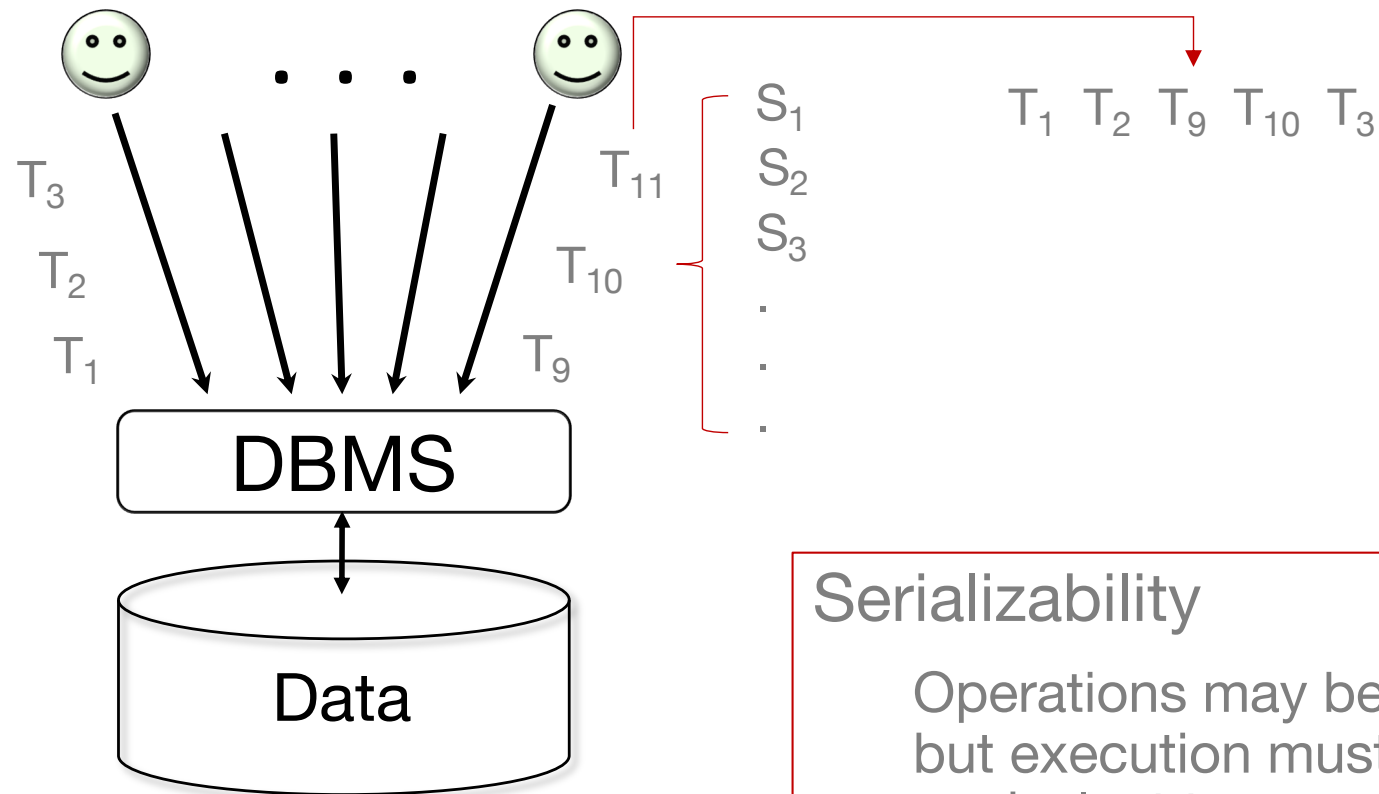 . . .
S₁
T₁ T₂ T₉ T₁₀ T₃
T₃
T₁₁
S₂
S₃
T₂
T₁₀
.
T₁
T₉
.
.
DBMS
Data
Serializability
Operations may be
but execution must